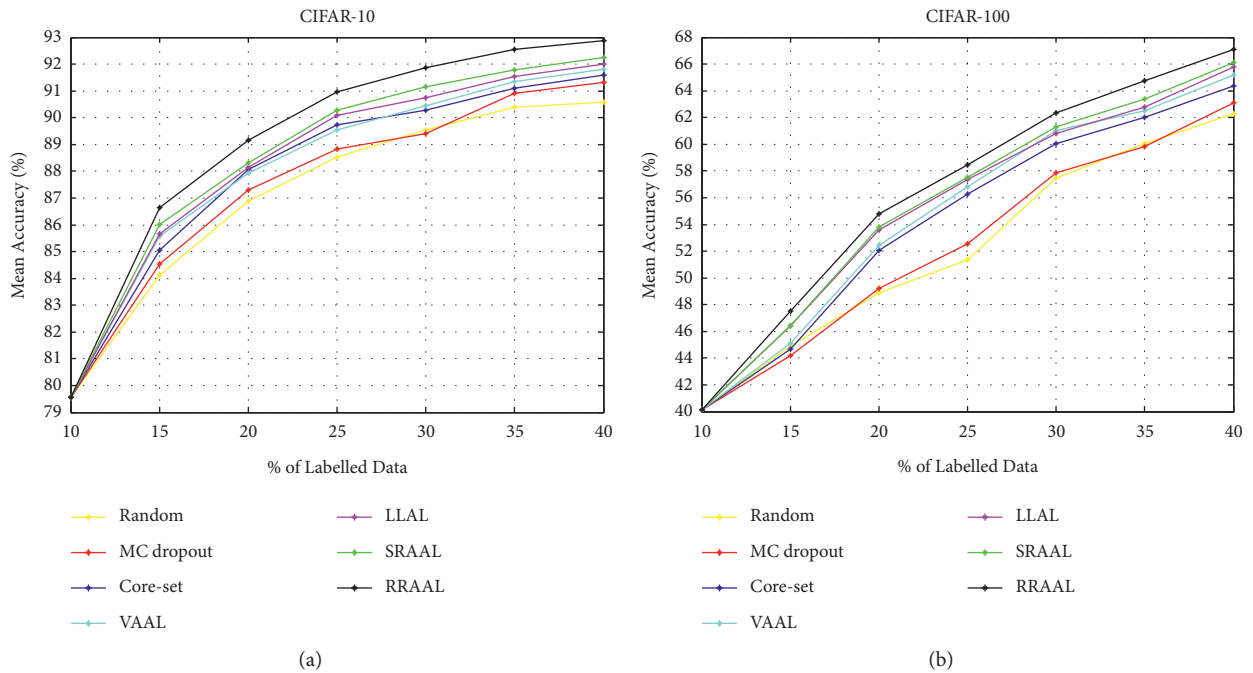 CIFAR-10
Mean Accuracy (%)
93
92
91
90
89
88
87
86
85
84
83
82
81
80
79
10 15 20 25 30 35 40
% of Labelled Data
Random
MC dropout
Core-set
VAAL
LLAL
SRAAL
RRAAL
(a)
CIFAR-100
Mean Accuracy (%)
68
66
64
62
60
58
56
54
52
50
48
46
44
42
40
10 15 20 25 30 35 40
% of Labelled Data
Random
MC dropout
Core-set
VAAL
LLAL
SRAAL
RRAAL
(b)